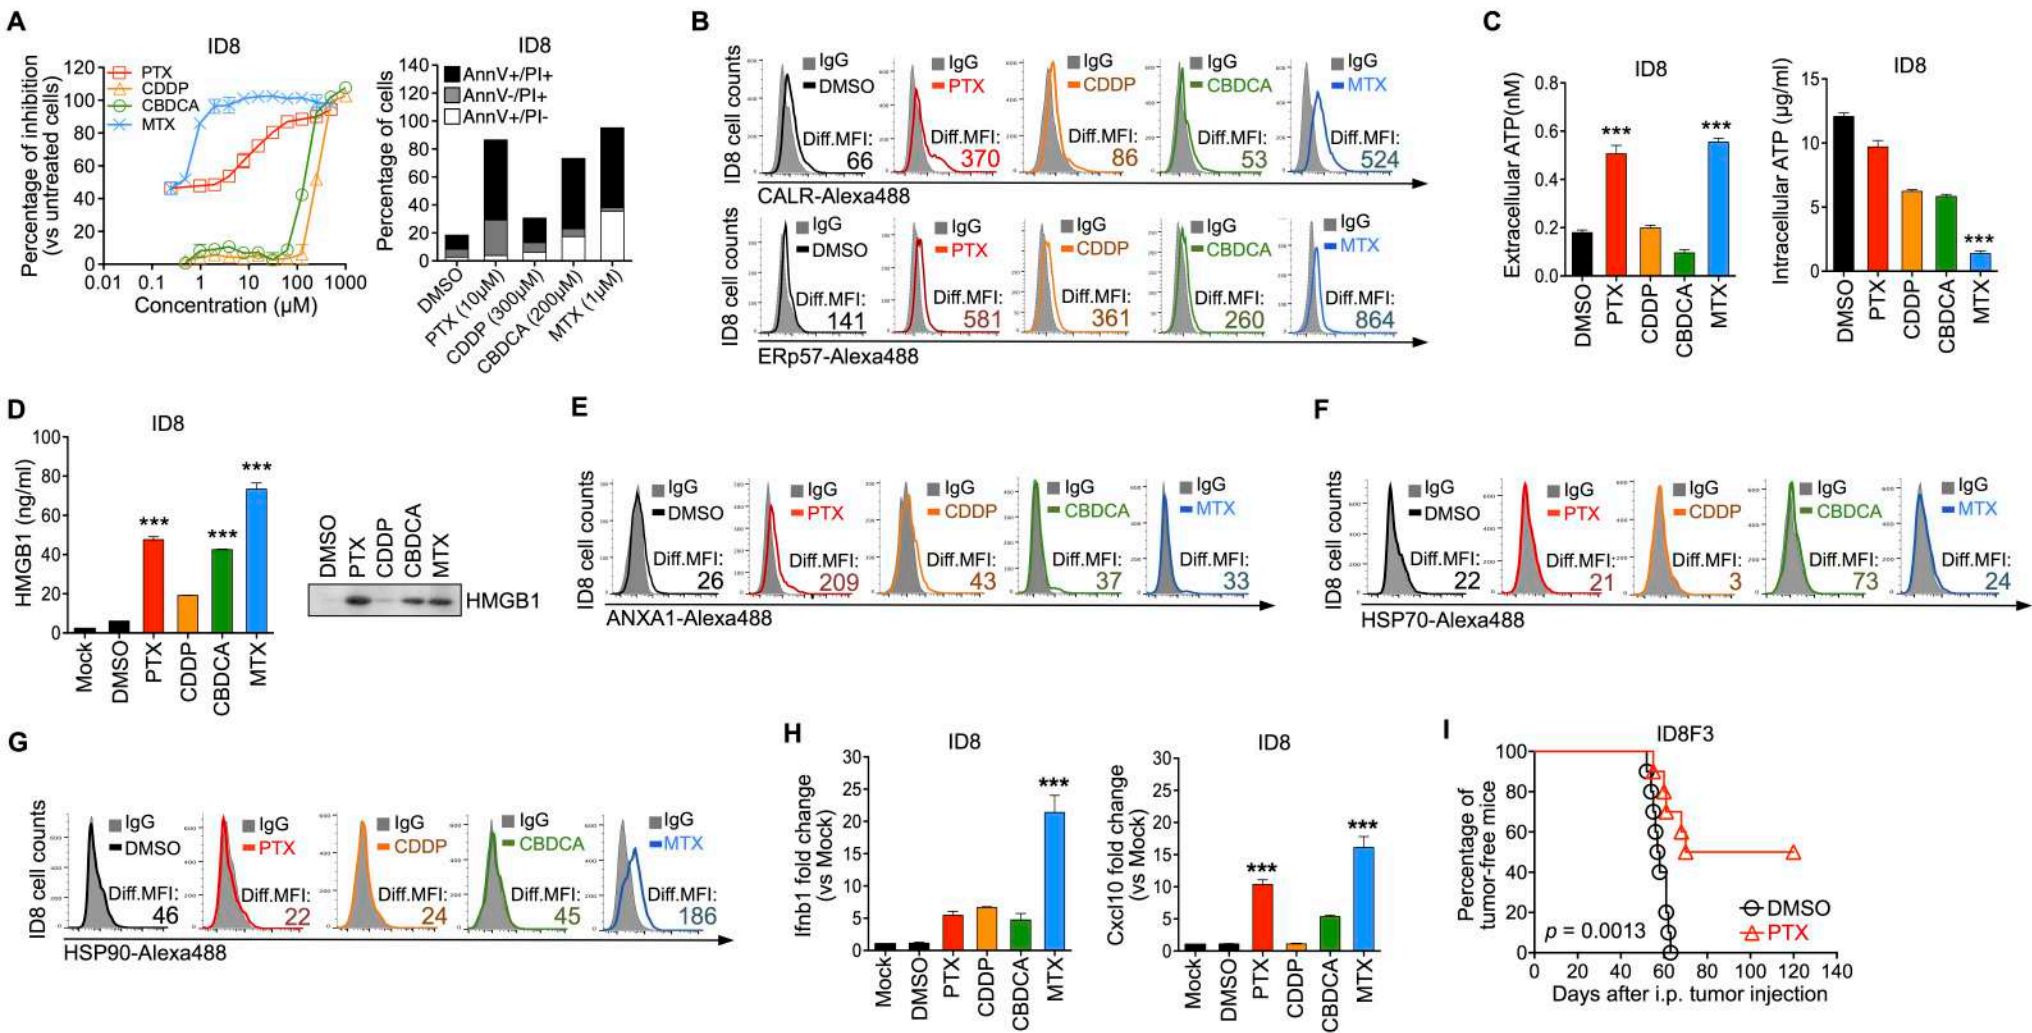 A
ID8
Percentage of inhibition
(vs untreated cells)
120
100
80
60
40
20
0
PTX
CDDP
CBDCA
MTX
0.01
0.1
1
10
100
1000
Concentration (µM)
ID8
Percentage of cells
140
120
100
80
60
40
20
0
AnnV+/PI+
AnnV-/PI+
AnnV+/PI-
DMSO
PTX (10µM)
CDDP (300µM)
CBDCA (200µM)
MTX (1µM)
B
ID8 cell counts
IgG
DMSO
Diff.MFI:
66
IgG
PTX
Diff.MFI:
370
IgG
CDDP
Diff.MFI:
86
IgG
CBDCA
Diff.MFI:
53
IgG
MTX
Diff.MFI:
524
CALR-Alexa488
ID8 cell counts
IgG
DMSO
Diff.MFI:
141
IgG
PTX
Diff.MFI:
581
IgG
CDDP
Diff.MFI:
361
IgG
CBDCA
Diff.MFI:
260
IgG
MTX
Diff.MFI:
864
ERp57-Alexa488
C
ID8
Extracellular ATP(nM)
0.8
0.6
0.4
0.2
0.0
***
***
DMSO
PTX
CDDP
CBDCA
MTX
ID8
Intracellular ATP (µg/ml)
15
10
5
0
***
DMSO
PTX
CDDP
CBDCA
MTX
D
ID8
HMGB1 (ng/ml)
100
80
60
40
20
0
***
***
***
Mock
DMSO
PTX
CDDP
CBDCA
MTX
DMSO
PTX
CDDP
CBDCA
MTX
HMGB1
E
ID8 cell counts
IgG
DMSO
Diff.MFI:
26
IgG
PTX
Diff.MFI:
209
IgG
CDDP
Diff.MFI:
43
IgG
CBDCA
Diff.MFI:
37
IgG
MTX
Diff.MFI:
33
ANXA1-Alexa488
F
ID8 cell counts
IgG
DMSO
Diff.MFI:
22
IgG
PTX
Diff.MFI:
21
IgG
CDDP
Diff.MFI:
3
IgG
CBDCA
Diff.MFI:
73
IgG
MTX
Diff.MFI:
24
HSP70-Alexa488
G
ID8 cell counts
IgG
DMSO
Diff.MFI:
46
IgG
PTX
Diff.MFI:
22
IgG
CDDP
Diff.MFI:
24
IgG
CBDCA
Diff.MFI:
45
IgG
MTX
Diff.MFI:
186
HSP90-Alexa488
H
ID8
Ifnb1 fold change
(vs Mock)
30
25
20
15
10
5
0
***
Mock
DMSO
PTX
CDDP
CBDCA
MTX
ID8
Cxcl10 fold change
(vs Mock)
30
25
20
15
10
5
0
***
***
Mock
DMSO
PTX
CDDP
CBDCA
MTX
I
ID8F3
Percentage of
tumor-free mice
100
80
60
40
20
0
p = 0.0013
DMSO
PTX
0
20
40
60
80
100
120
140
Days after i.p. tumor injection